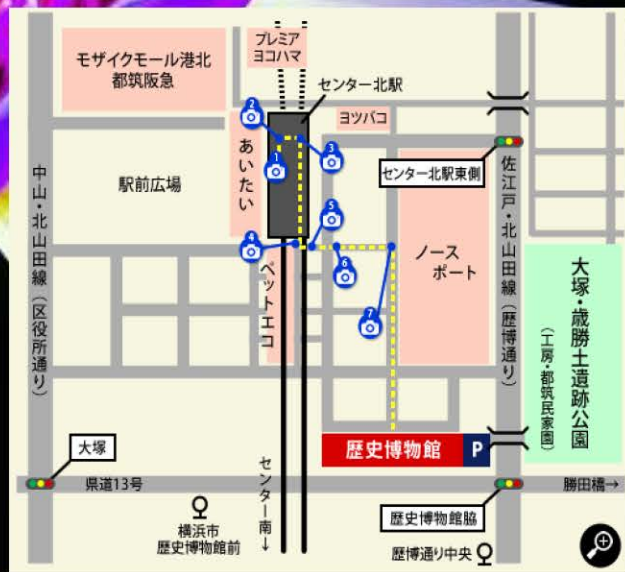 モザイクモール港北
都筑阪急
プレミア
ヨコハマ
センター北駅
ヨツバコ
2
1
3
あいたい
駅前広場
中山・北山田線（区役所通り）
センター北駅東側
佐江戸・北山田線（歴博通り）
4
5
6
7
ペットエコ
ノース
ポート
大塚・歳勝土遺跡公園
（工房・都筑民家園）
歴史博物館
P
大塚
県道13号
センター南↓
勝田橋→
横浜市
歴史博物館前
歴史博物館脇
歴博通り中央